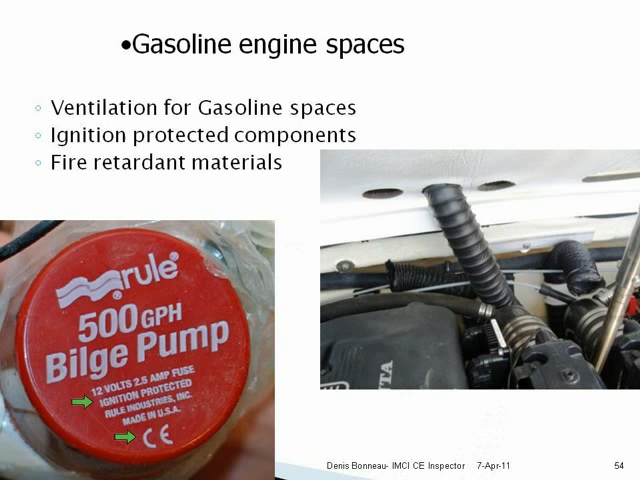 •Gasoline engine spaces
◦ Ventilation for Gasoline spaces
◦ Ignition protected components
◦ Fire retardant materials
rule®
®
500 GPH
Bilge Pump
12 VOLTS 2.5 AMP FUSE
IGNITION PROTECTED
RULE INDUSTRIES, INC.
MADE IN U.S.A.
CE
Denis Bonneau- IMCI CE Inspector 7-Apr-11 54